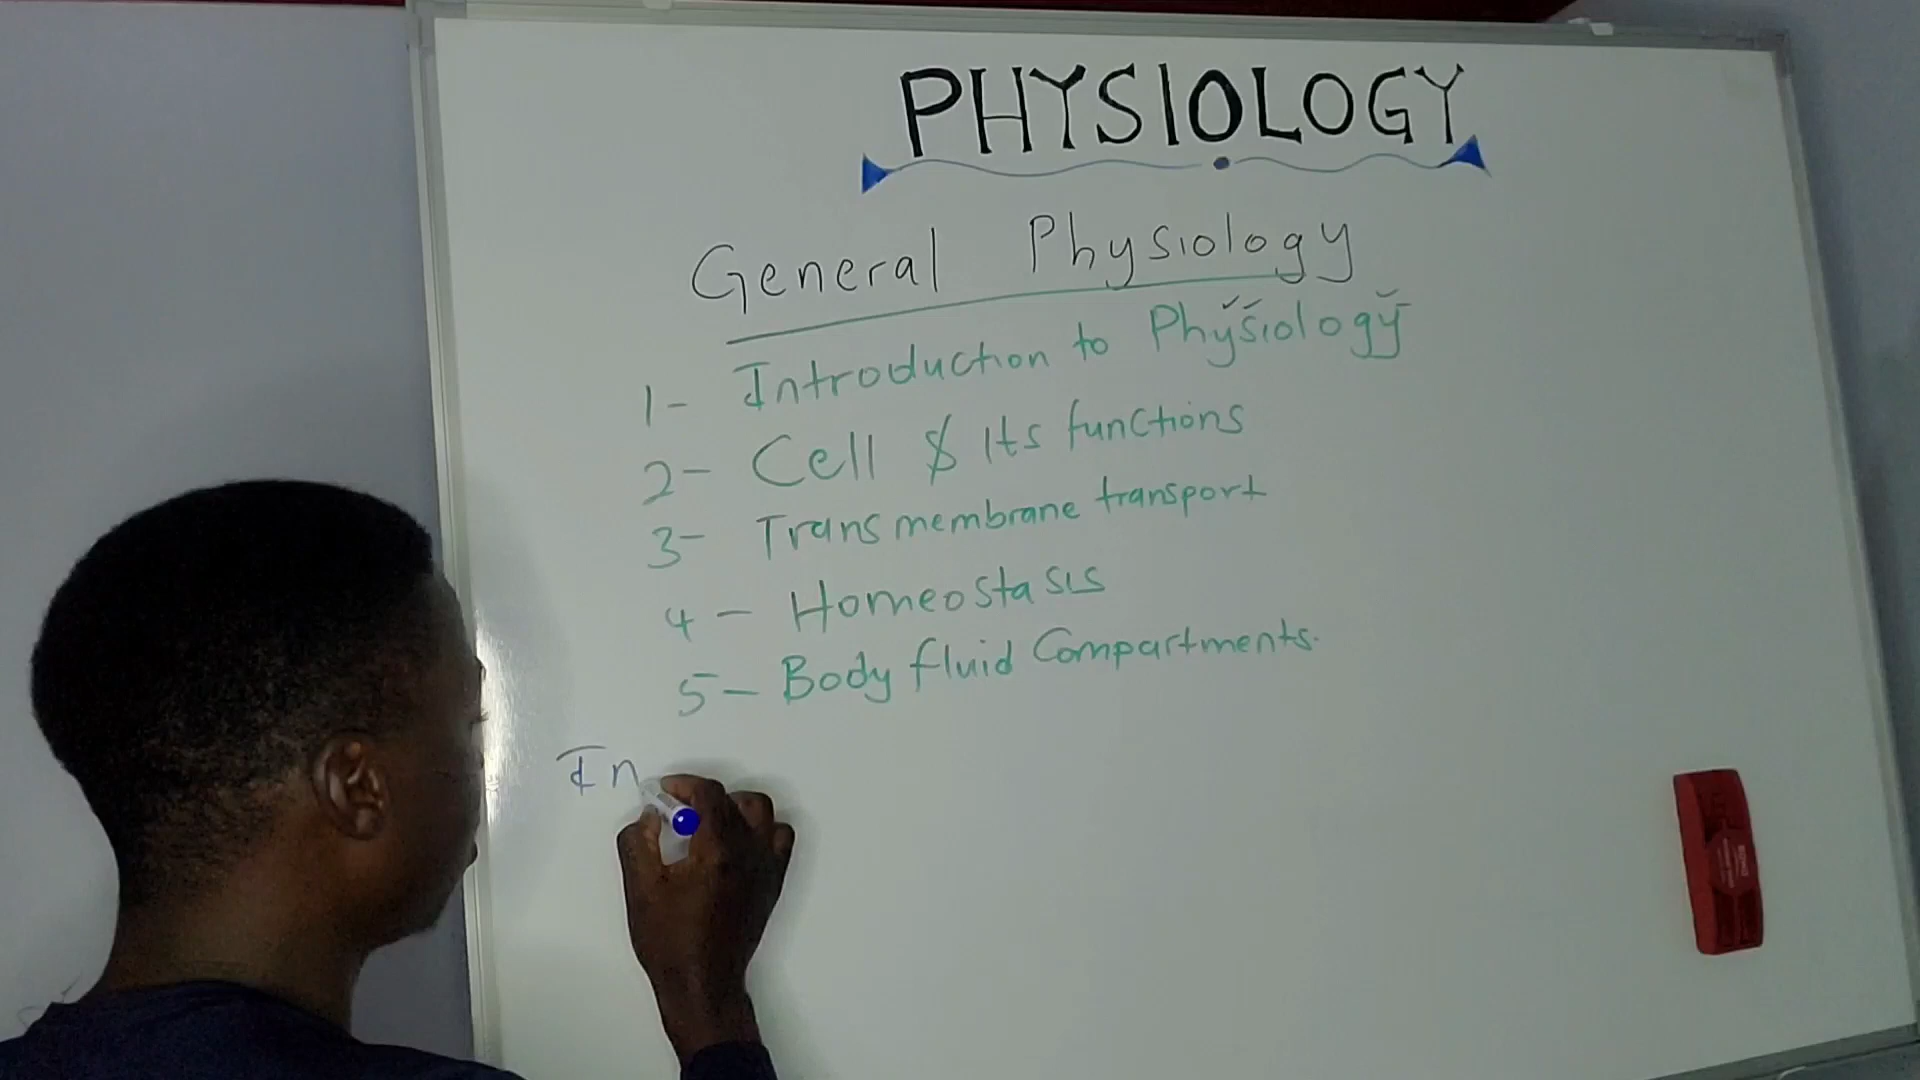 PHYSIOLOGY
General Physiology
1- Introduction to Physiology
2- Cell & Its functions
3- Transmembrane transport
4- Homeostasis
5- Body fluid Compartments.
In